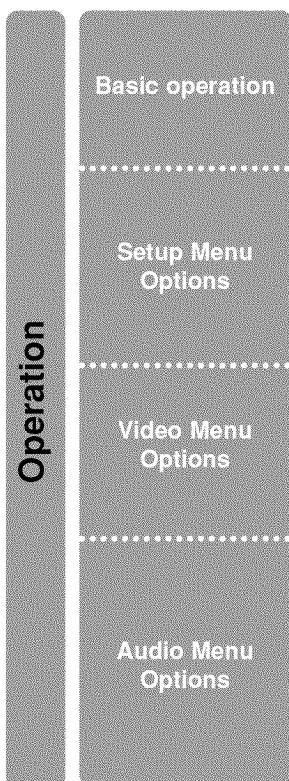 Operation
Basic operation
Setup Menu
Options
Video Menu
Options
Audio Menu
Options